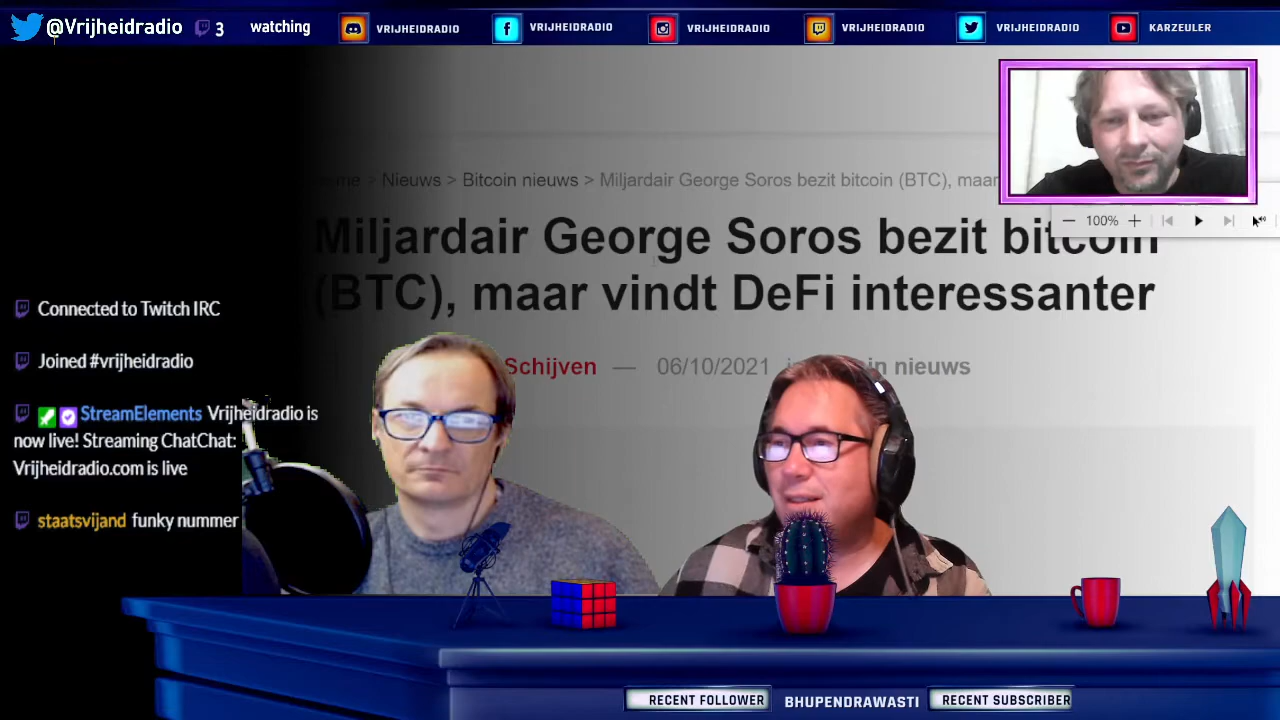 @Vrijheidradio 3 watching VRIJHEIDRADIO VRIJHEIDRADIO VRIJHEIDRADIO VRIJHEIDRADIO VRIJHEIDRADIO KARZEULER
> Nieuws > Bitcoin nieuws > Miljardair George Soros bezit bitcoin (BTC), maar
100%
Miljardair George Soros bezit bitcoin
(BTC), maar vindt DeFi interessanter
Schijven — 06/10/2021 nieuws
Connected to Twitch IRC
Joined #vrijheidradio
StreamElements Vrijheidradio is
now live! Streaming ChatChat:
Vrijheidradio.com is live
staatsvijand funky nummer
RECENT FOLLOWER BHUPENDRAWASTI RECENT SUBSCRIBER